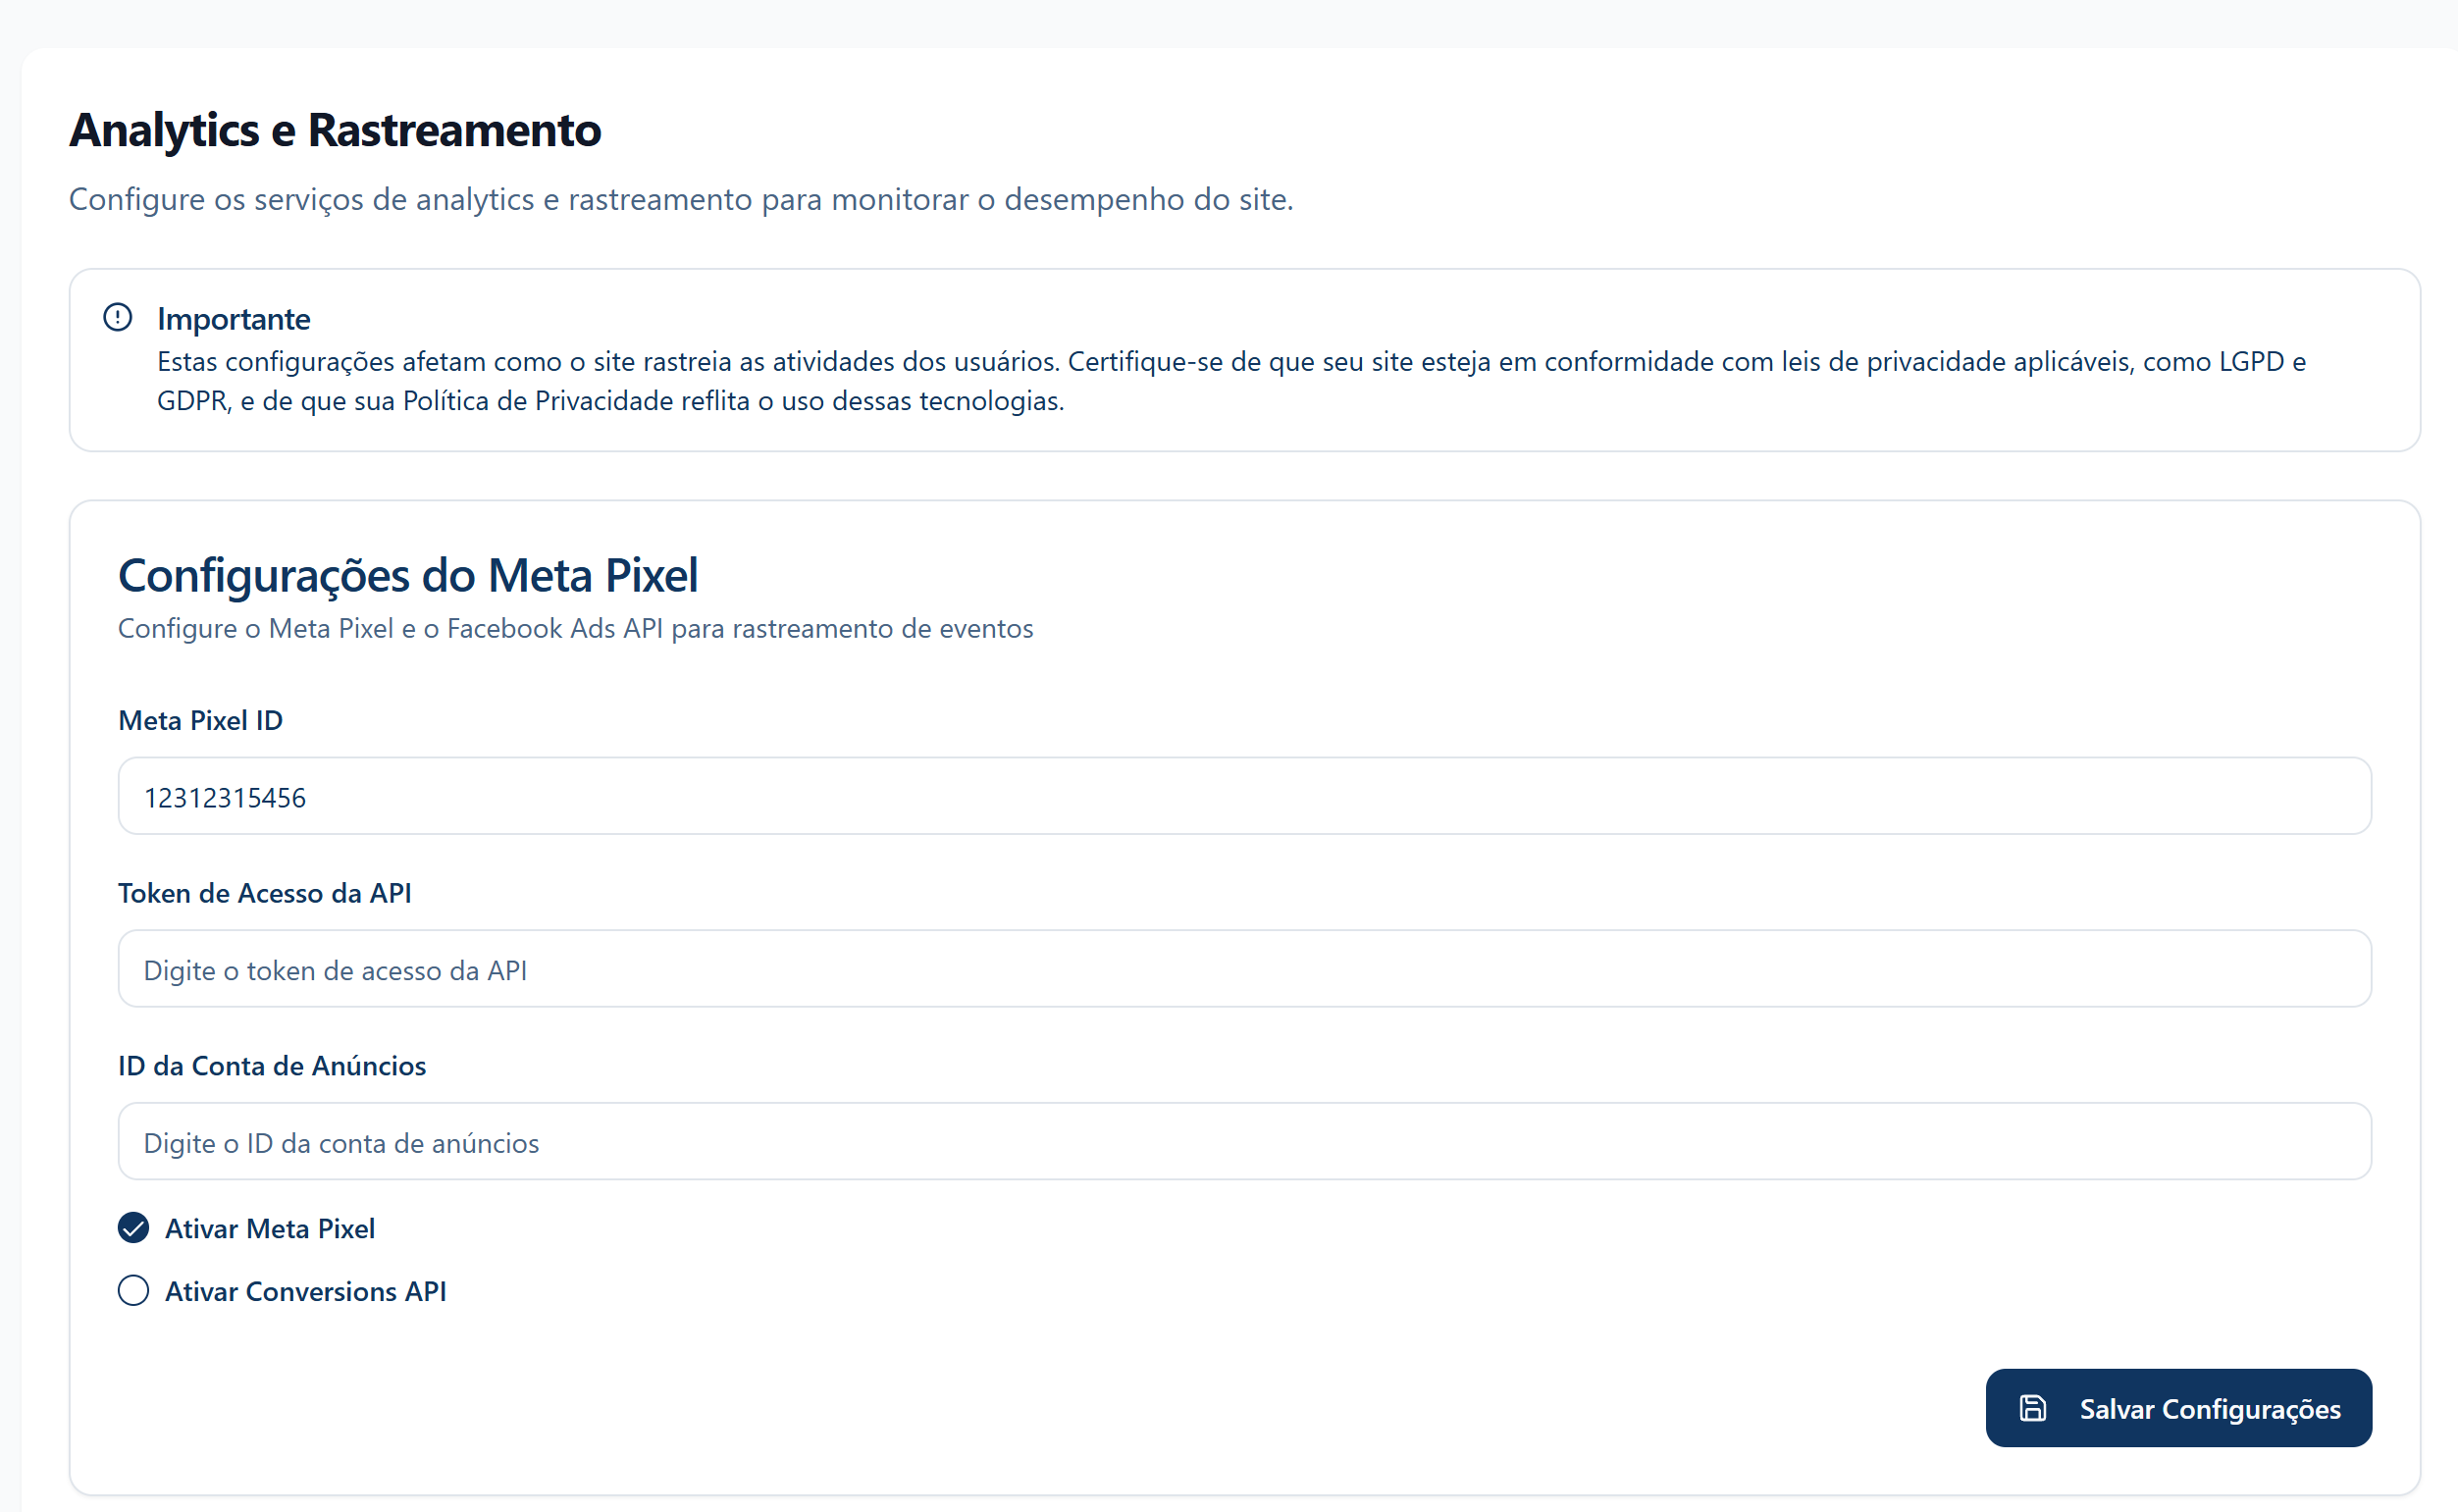 Analytics e Rastreamento
Configure os serviços de analytics e rastreamento para monitorar o desempenho do site.
Importante
Estas configurações afetam como o site rastreia as atividades dos usuários. Certifique-se de que seu site esteja em conformidade com leis de privacidade aplicáveis, como LGPD e
GDPR, e de que sua Política de Privacidade reflita o uso dessas tecnologias.
Configurações do Meta Pixel
Configure o Meta Pixel e o Facebook Ads API para rastreamento de eventos
Meta Pixel ID
12312315456
Token de Acesso da API
Digite o token de acesso da API
ID da Conta de Anúncios
Digite o ID da conta de anúncios
Ativar Meta Pixel
Ativar Conversions API
Salvar Configurações